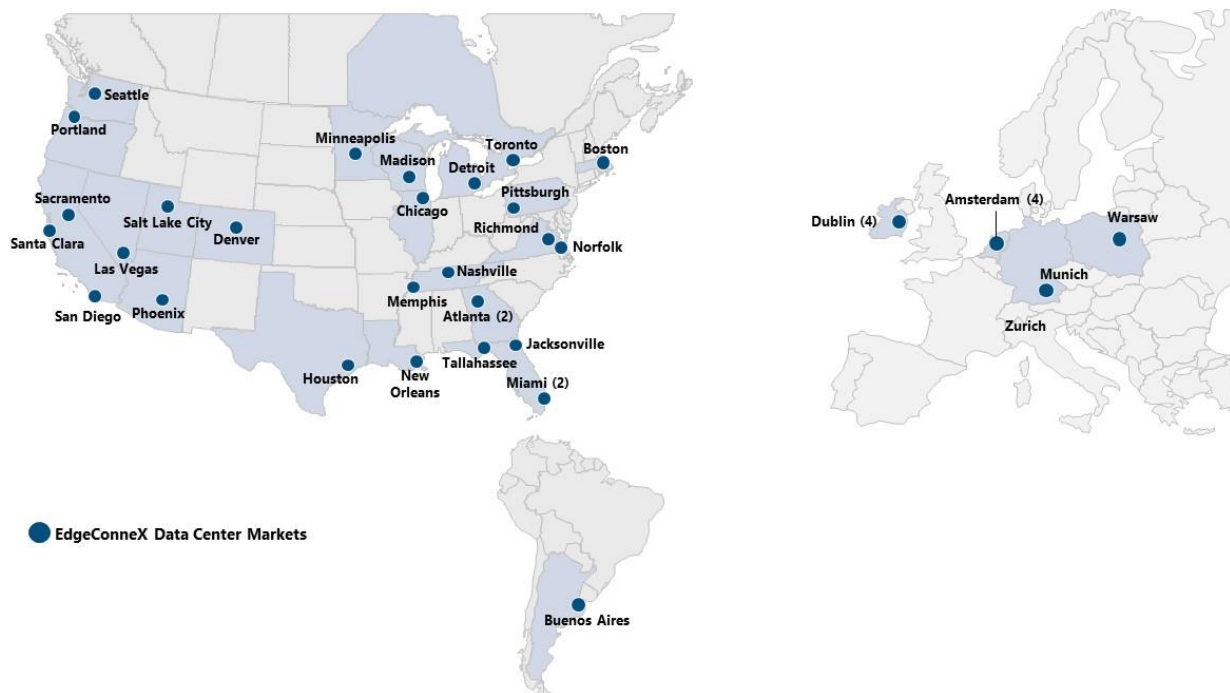 Seattle
Portland
Minneapolis
Madison
Detroit
Toronto
Boston
Pittsburgh
Chicago
Sacramento
Salt Lake City
Denver
Richmond
Norfolk
Santa Clara
Las Vegas
Nashville
Memphis
San Diego
Phoenix
Atlanta (2)
Jacksonville
Tallahassee
Houston
New
Orleans
Miami (2)
Dublin (4)
Amsterdam (4)
Warsaw
Munich
Zurich
EdgeConneX Data Center Markets
Buenos Aires